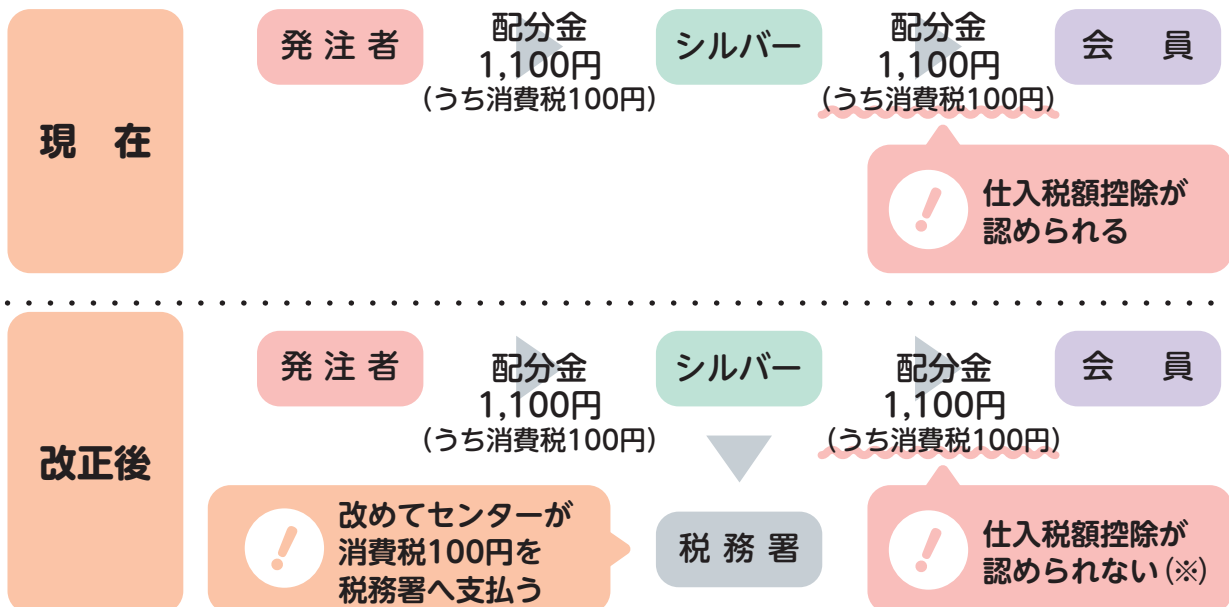 現 在
発注者
配分金
1,100円
(うち消費税100円)
シルバー
配分金
1,100円
(うち消費税100円)
会 員
!
仕入税額控除が
認められる
改正後
発注者
配分金
1,100円
(うち消費税100円)
シルバー
配分金
1,100円
(うち消費税100円)
会 員
!
改めてセンターが
消費税100円を
税務署へ支払う
税務署
!
仕入税額控除が
認められない(※)